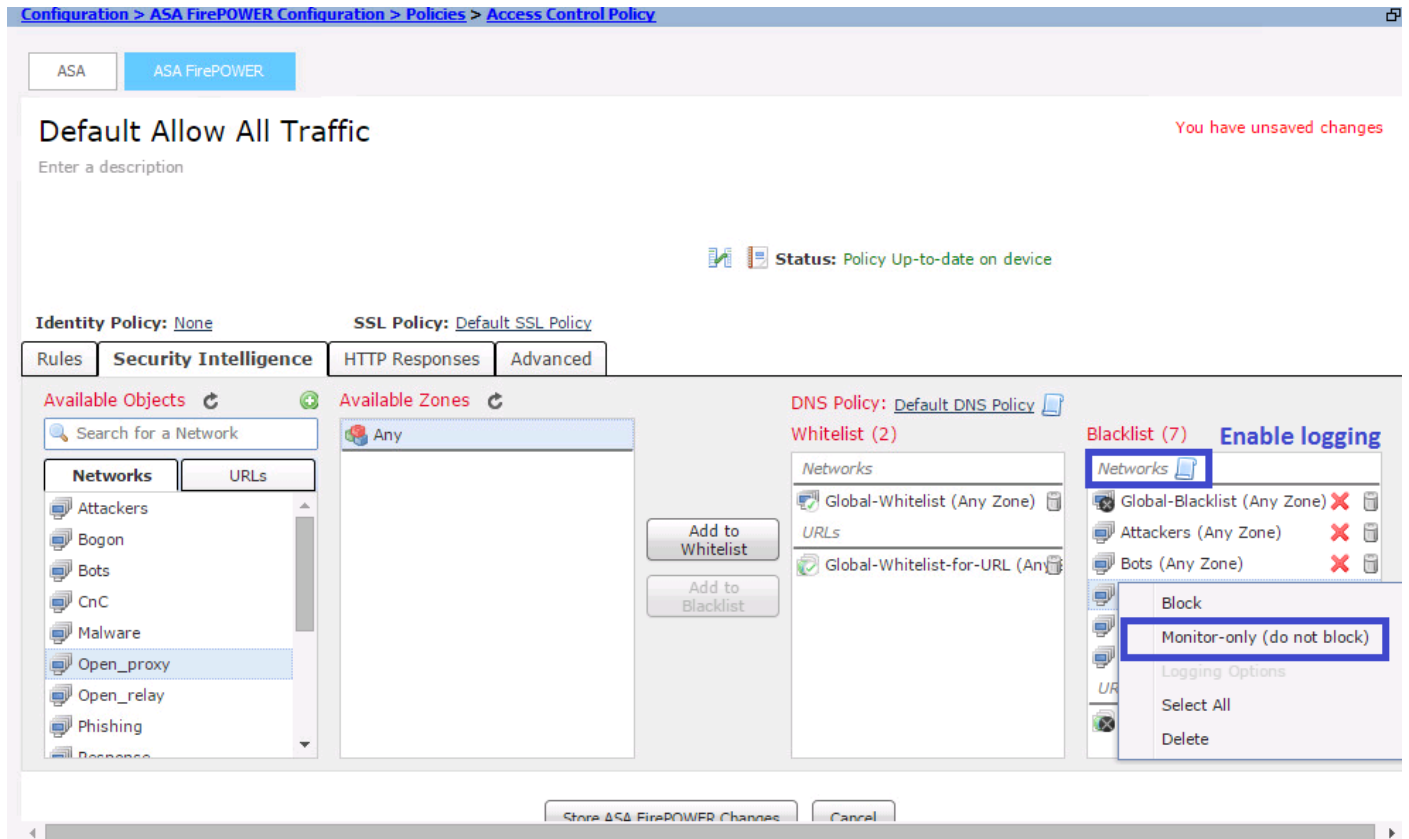 Configuration > ASA FirePOWER Configuration > Policies > Access Control Policy
ASA
ASA FirePOWER
Default Allow All Traffic
You have unsaved changes
Enter a description
Status: Policy Up-to-date on device
Identity Policy: None
SSL Policy: Default SSL Policy
Rules
Security Intelligence
HTTP Responses
Advanced
Available Objects
Search for a Network
Networks
URLs
Attackers
Bogon
Bots
CnC
Malware
Open_proxy
Open_relay
Phishing
Response
Available Zones
Any
Add to Whitelist
Add to Blacklist
DNS Policy: Default DNS Policy
Whitelist (2)
Networks
Global-Whitelist (Any Zone)
URLs
Global-Whitelist-for-URL (Any
Blacklist (7)
Enable logging
Networks
Global-Blacklist (Any Zone)
Attackers (Any Zone)
Bots (Any Zone)
UR
Block
Monitor-only (do not block)
Logging Options
Select All
Delete
Store ASA FirePOWER Changes
Cancel